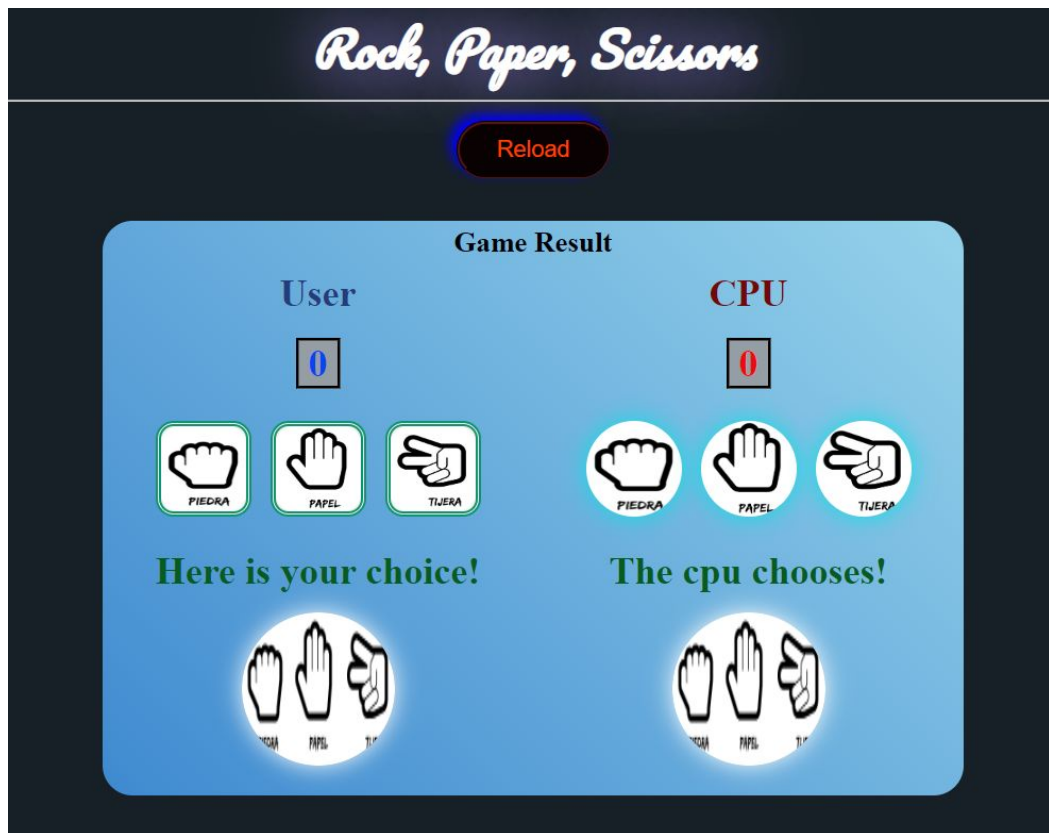 Rock, Paper, Scissors
Reload
Game Result
User CPU
0 0
PIEDRA PAPEL TIJERA PIEDRA PAPEL TIJERA
Here is your choice! The cpu chooses!
PAPEL PAPEL